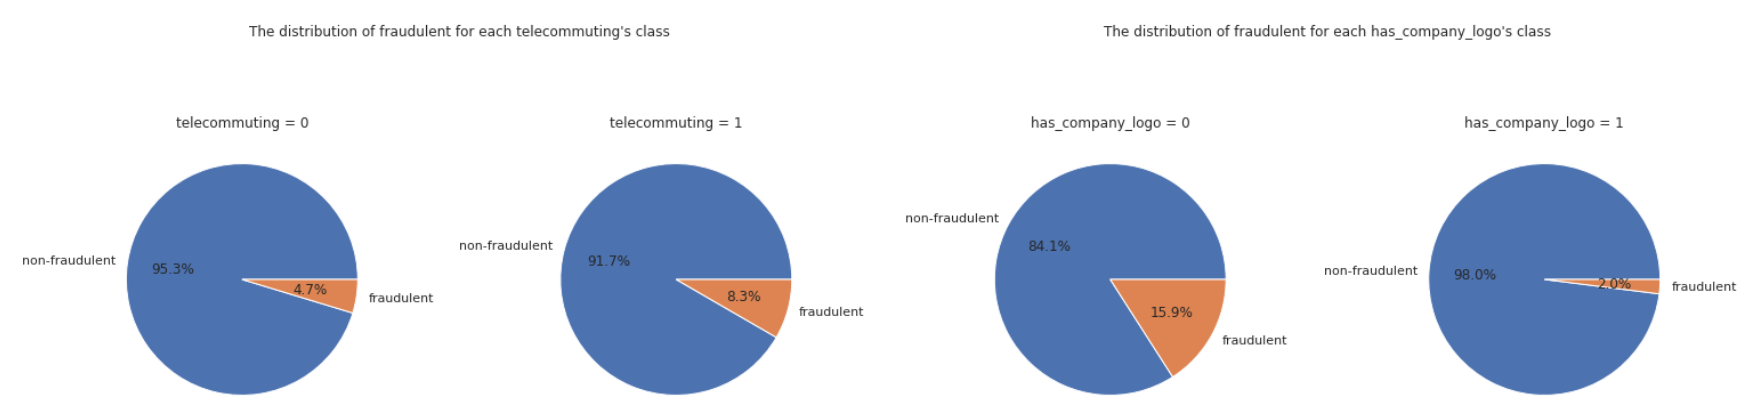 The distribution of fraudulent for each telecommuting's class
telecommuting = 0
non-fraudulent
95.3%
4.7%
fraudulent
telecommuting = 1
non-fraudulent
91.7%
8.3%
fraudulent
The distribution of fraudulent for each has_company_logo's class
has_company_logo = 0
non-fraudulent
84.1%
15.9%
fraudulent
has_company_logo = 1
non-fraudulent
98.0%
2.0%
fraudulent